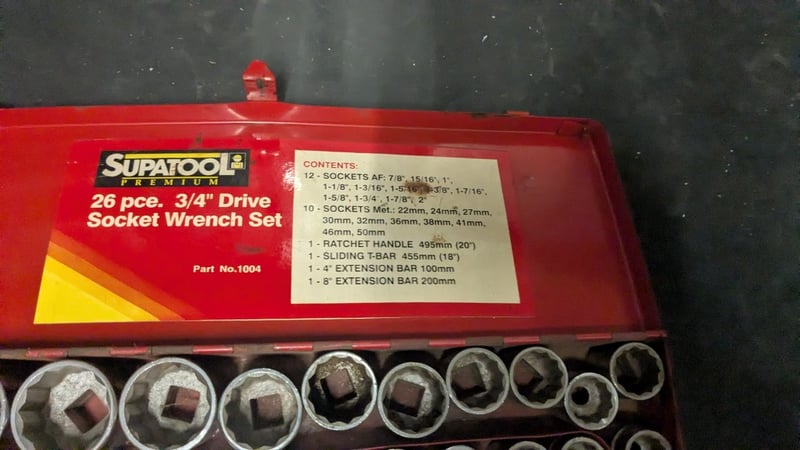 SUPATOOL
PREMIUM
26 pce. 3/4" Drive
Socket Wrench Set
Part No.1004
CONTENTS:
12 - SOCKETS AF: 7/8", 15/16", 1",
1-1/8", 1-3/16", 1-5/16", 1-3/8", 1-7/16",
1-5/8", 1-3/4", 1-7/8", 2"
10 - SOCKETS Met.: 22mm, 24mm, 27mm,
30mm, 32mm, 36mm, 38mm, 41mm,
46mm, 50mm
1 - RATCHET HANDLE 495mm (20")
1 - SLIDING T-BAR 455mm (18")
1 - 4" EXTENSION BAR 100mm
1 - 8" EXTENSION BAR 200mm